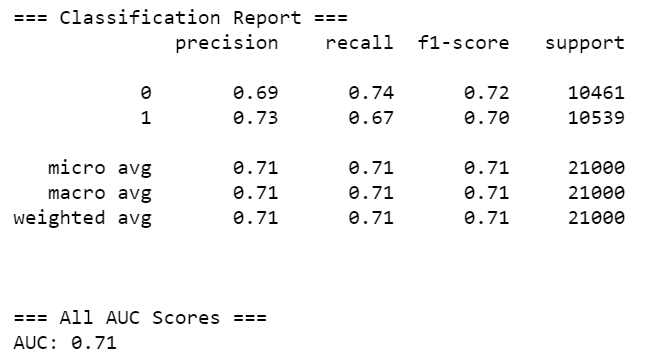 === Classification Report ===
precision recall f1-score support
0 0.69 0.74 0.72 10461
1 0.73 0.67 0.70 10539
micro avg 0.71 0.71 0.71 21000
macro avg 0.71 0.71 0.71 21000
weighted avg 0.71 0.71 0.71 21000
=== All AUC Scores ===
AUC: 0.71